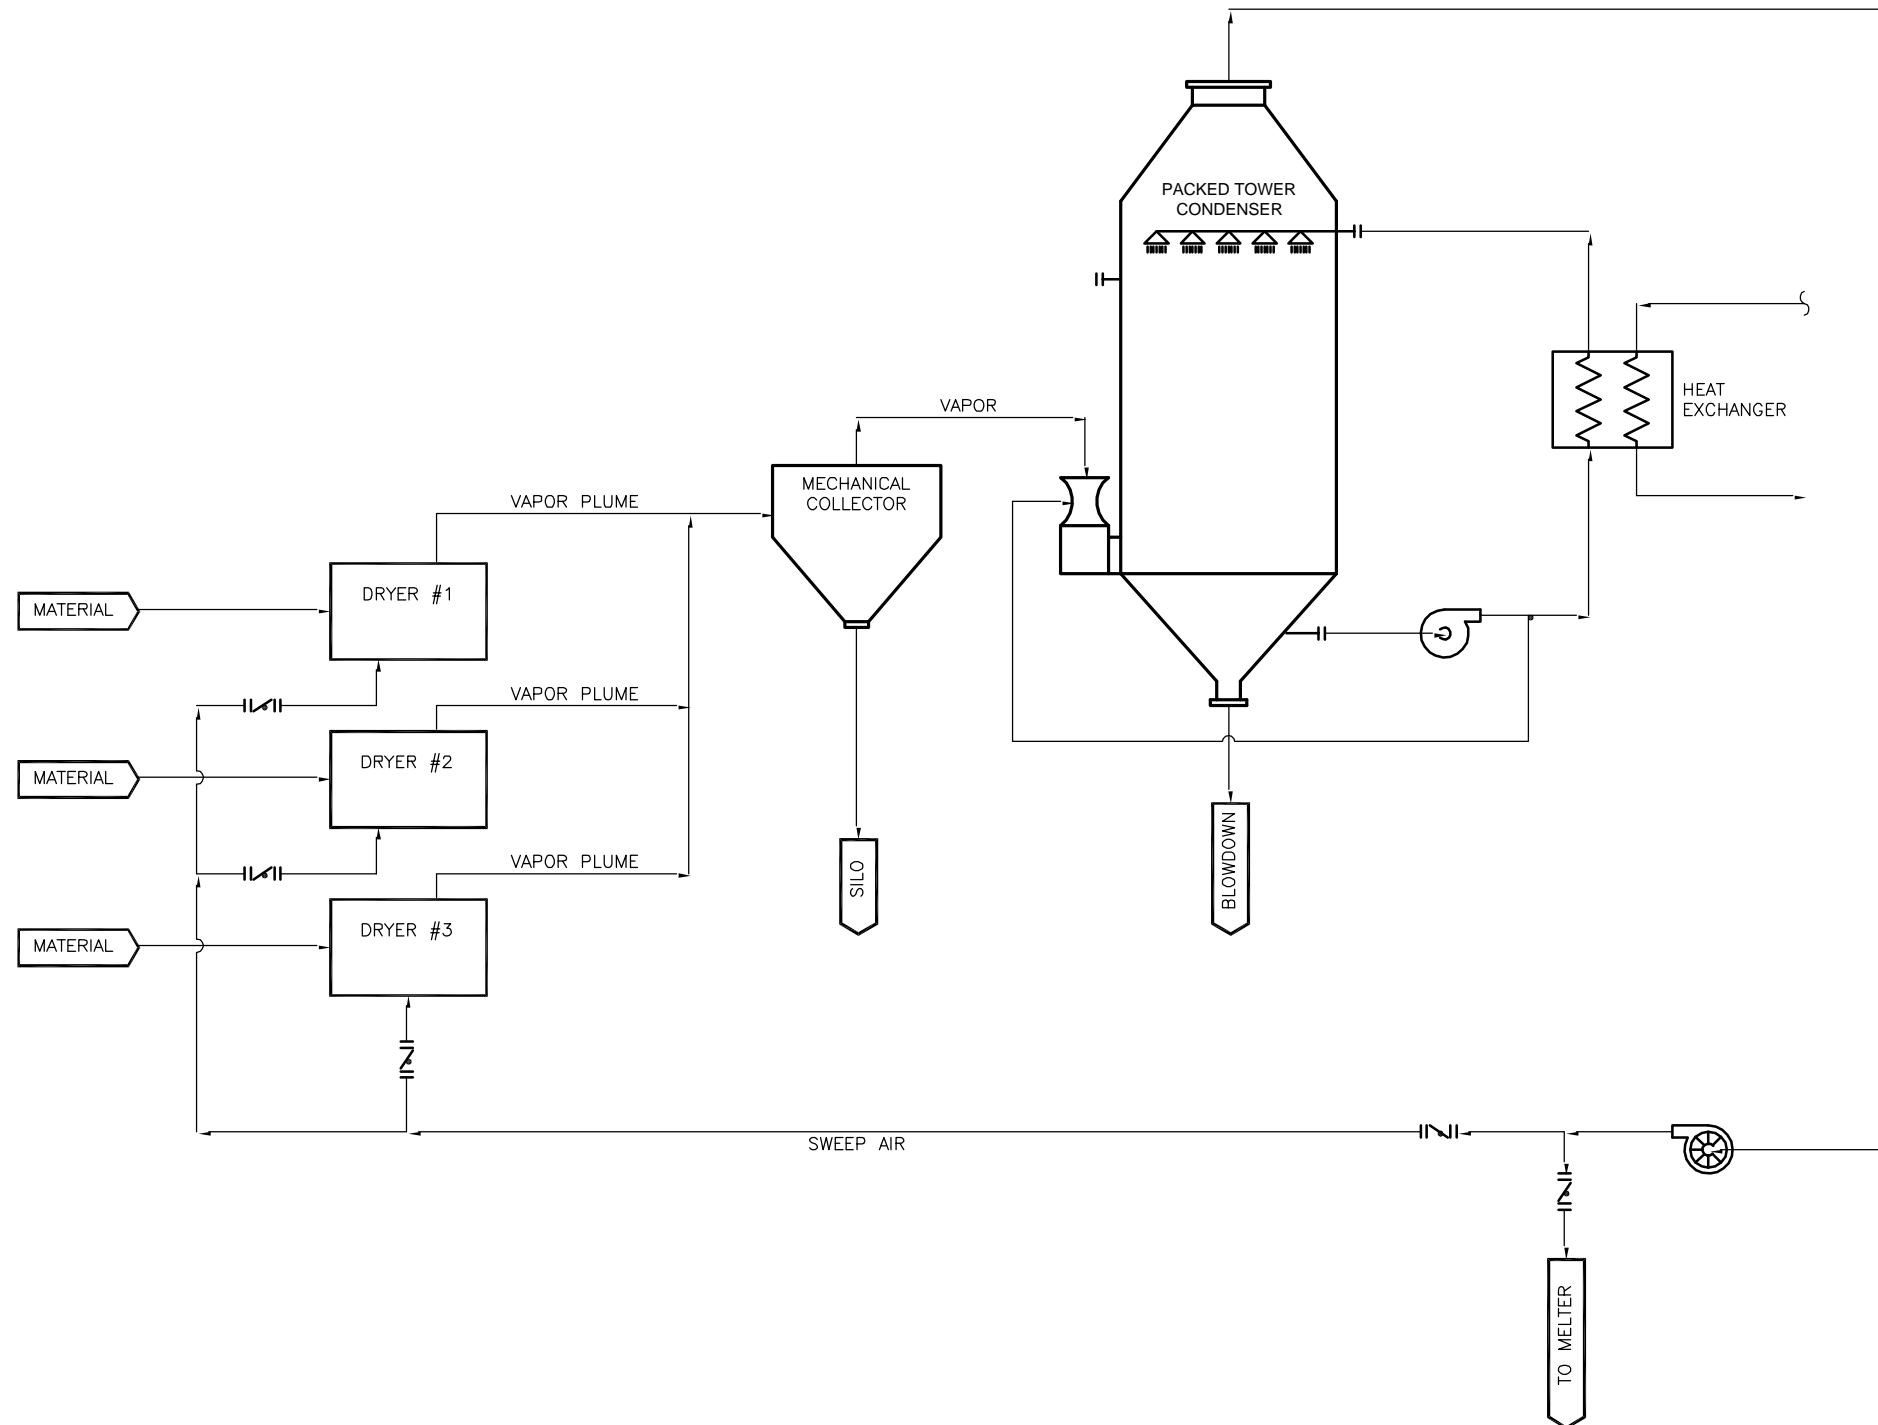 PACKED TOWER
CONDENSER
HEAT
EXCHANGER
VAPOR
MECHANICAL
COLLECTOR
VAPOR PLUME
DRYER #1
MATERIAL
VAPOR PLUME
DRYER #2
MATERIAL
VAPOR PLUME
DRYER #3
MATERIAL
SILO
BLOWDOWN
SWEEP AIR
TO MELTER